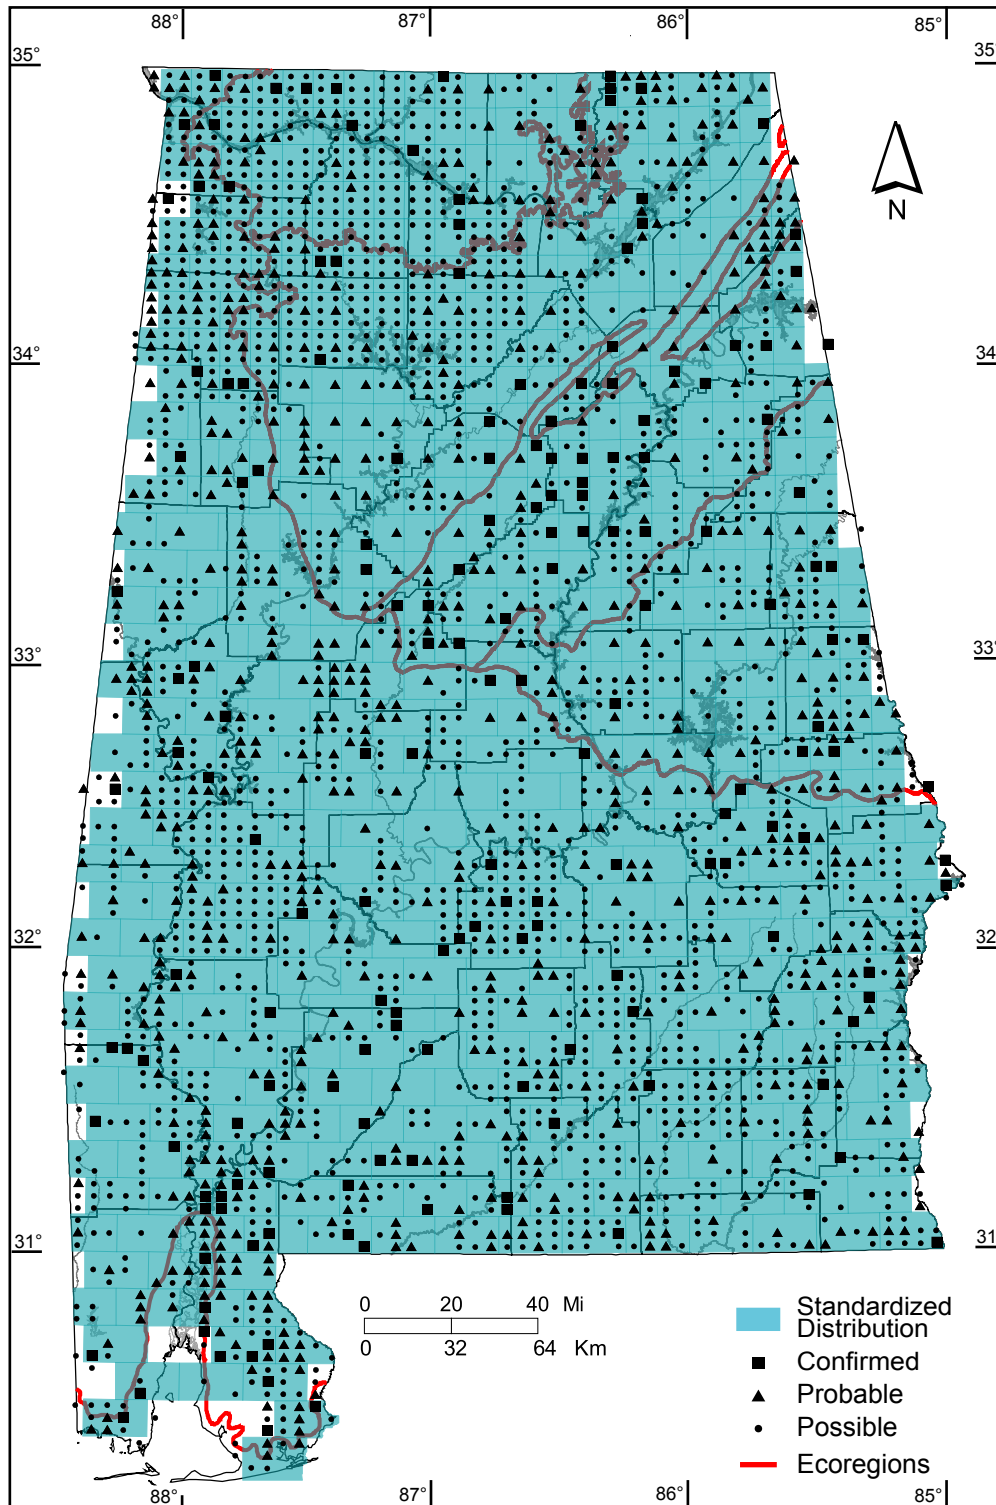 88° 87° 86° 85°
35° 35°
N
34° 34
33° 33°
32° 32
31° 31
0 20 40 Mi
0 32 64 Km
Standardized
Distribution
Confirmed
Probable
Possible
Ecoregions
88° 87° 86° 85°